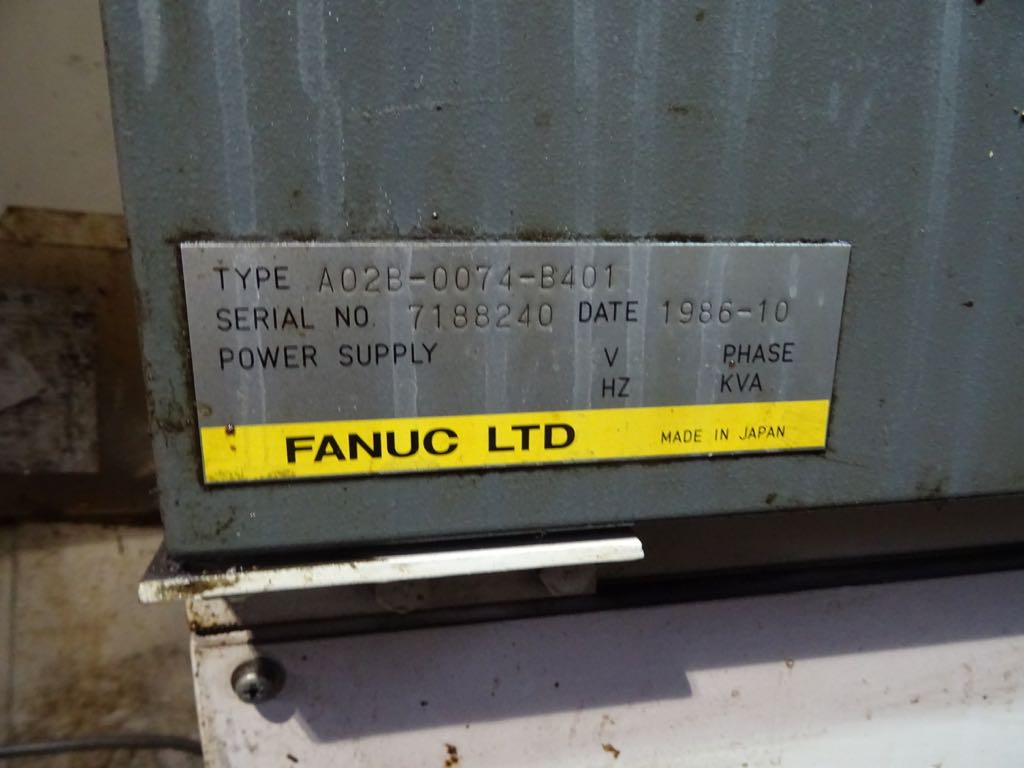 TYPE A02B-0074-B401
SERIAL NO. 7188240 DATE 1986-10
POWER SUPPLY V PHASE
HZ KVA
FANUC LTD MADE IN JAPAN